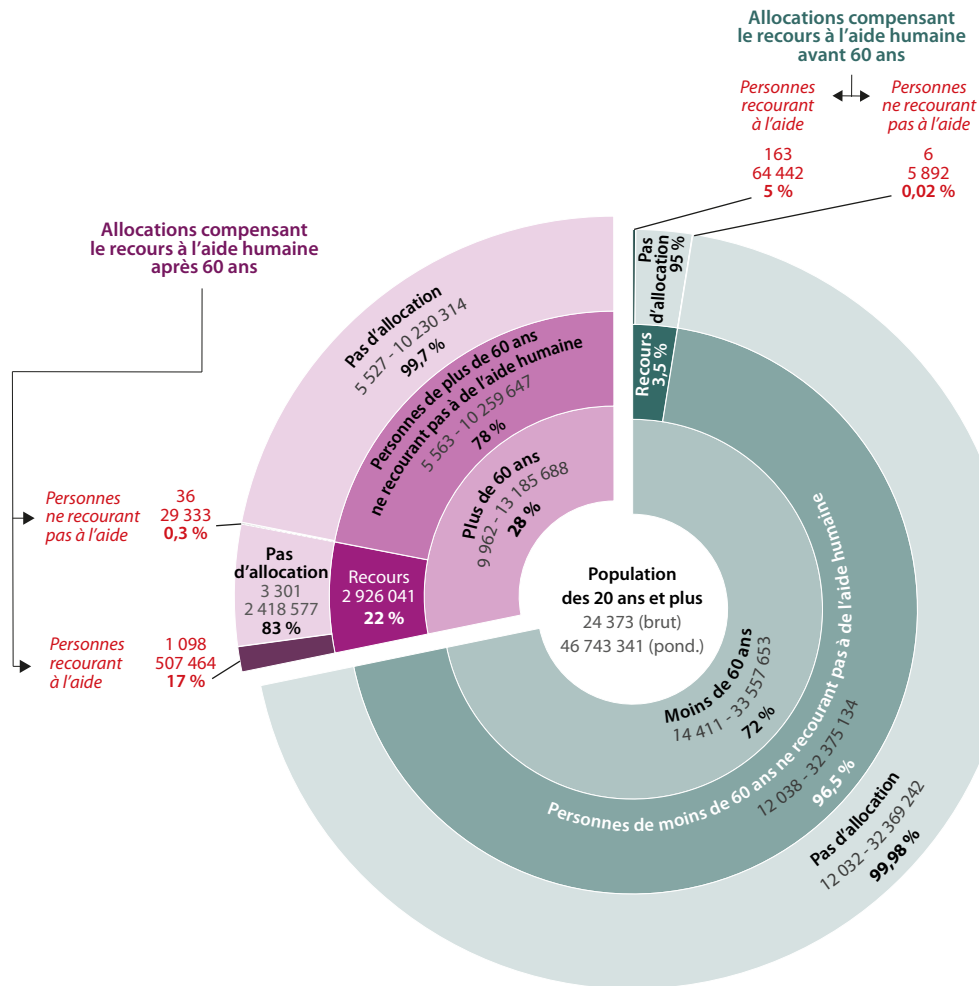 Allocations compensant
le recours à l'aide humaine
avant 60 ans
Personnes
recourant
à l'aide
163
64 442
5 %
Personnes
ne recourant
pas à l'aide
6
5 892
0,02 %
Allocations compensant
le recours à l'aide humaine
après 60 ans
Personnes
ne recourant
pas à l'aide
36
29 333
0,3 %
Personnes
recourant
à l'aide
1 098
507 464
17 %
Pas d'allocation
5 527 - 10 230 314
99,7 %
Personnes de plus de 60 ans
ne recourant pas à de l'aide humaine
5 563 - 10 259 647
78 %
Plus de 60 ans
9 962 - 13 185 688
28 %
Pas
d'allocation
3 301
2 418 577
83 %
Recours
2 926 041
22 %
Population
des 20 ans et plus
24 373 (brut)
46 743 341 (pond.)
Pas
d'allocation
95 %
Recours
3,5 %
Moins de 60 ans
14 411 - 33 557 653
72 %
Personnes de moins de 60 ans ne recourant pas à de l'aide humaine
12 038 - 32 375 134
96,5 %
Pas d'allocation
12 032 - 32 369 242
99,98 %